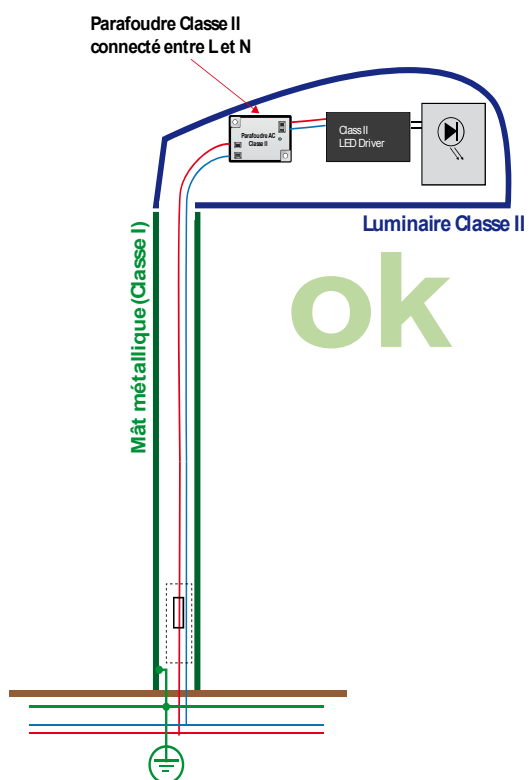 Parafoudre Classe II
connecté entre L et N
Parafoudre AC
Classe II
Class II
LED Driver
Luminaire Classe II
ok
Mât métallique (Classe I)